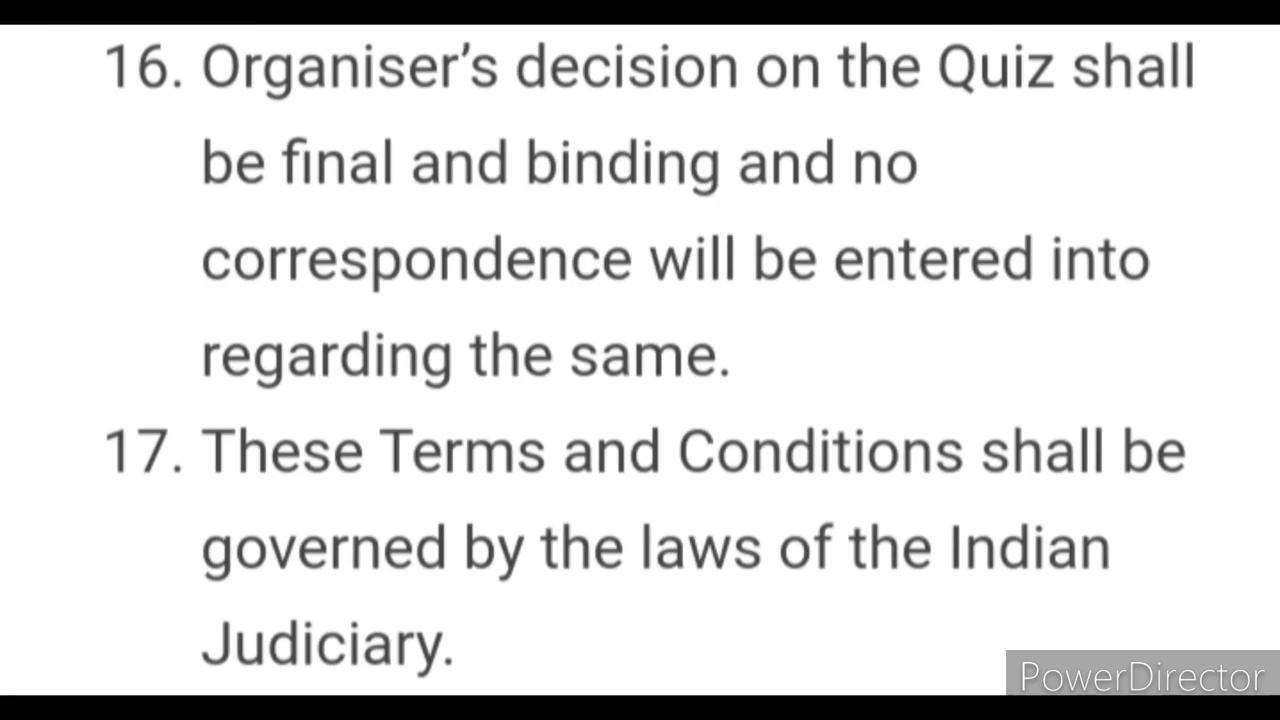 16. Organiser’s decision on the Quiz shall
be final and binding and no
correspondence will be entered into
regarding the same.
17. These Terms and Conditions shall be
governed by the laws of the Indian
Judiciary.
PowerDirector